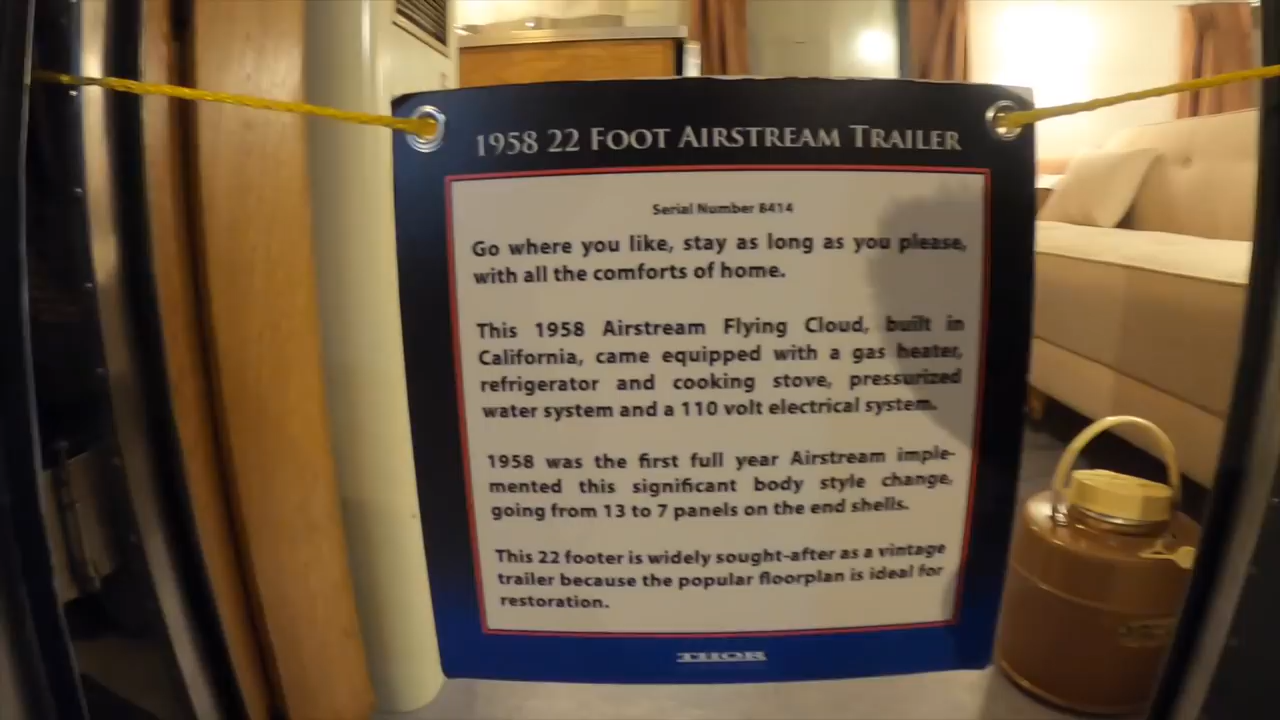 1958 22 FOOT AIRSTREAM TRAILER
Serial Number 8414
Go where you like, stay as long as you please,
with all the comforts of home.
This 1958 Airstream Flying Cloud, built in
California, came equipped with a gas heater,
refrigerator and cooking stove, pressurized
water system and a 110 volt electrical system.
1958 was the first full year Airstream imple-
mented this significant body style change,
going from 13 to 7 panels on the end shells.
This 22 footer is widely sought-after as a vintage
trailer because the popular floorplan is ideal for
restoration.
THOR